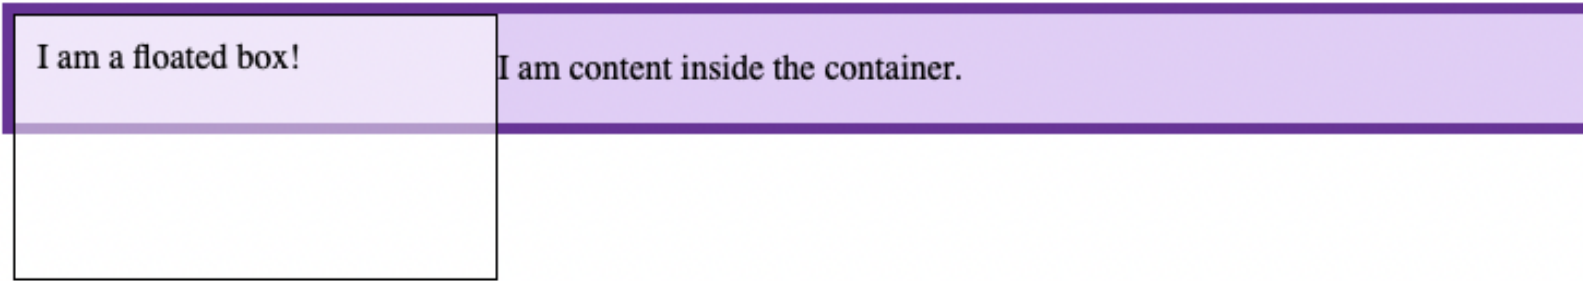 I am a floated box!
I am content inside the container.